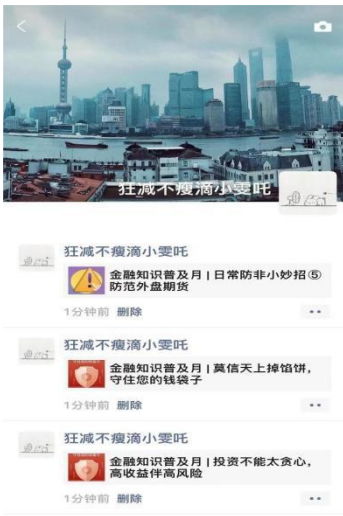 狂减不瘦滴小雯吒
狂减不瘦滴小雯吒
金融知识普及月 | 日常防非小妙招⑤
防范外盘期货
1分钟前 删除
狂减不瘦滴小雯吒
金融知识普及月 | 莫信天上掉馅饼，
守住您的钱袋子
1分钟前 删除
狂减不瘦滴小雯吒
金融知识普及月 | 投资不能太贪心，
高收益伴高风险
1分钟前 删除